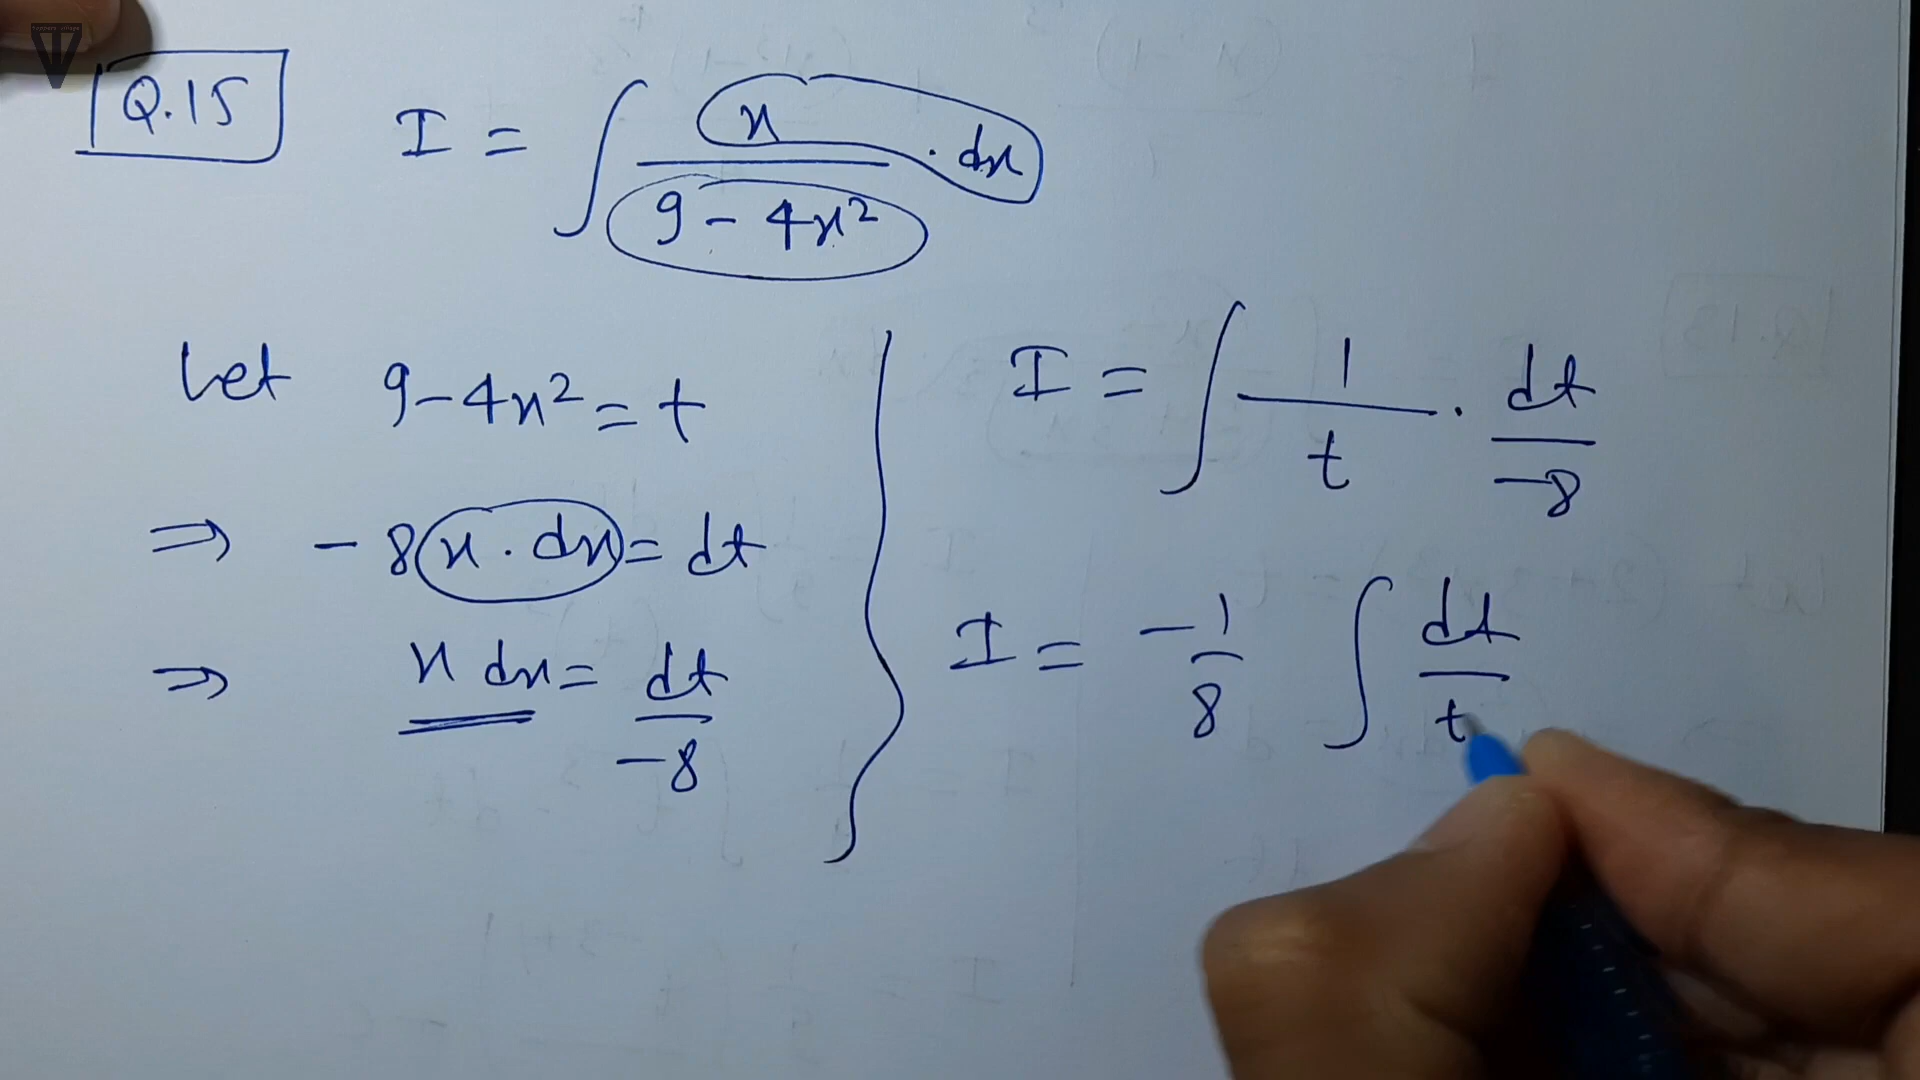 Q.15
I = ∫ x / (9 - 4x²) . dx
Let 9 - 4x² = t
⇒ - 8 x . dx = dt
⇒ x dx = dt / -8
I = ∫ 1 / t . dt / -8
I = -1 / 8 ∫ dt / t